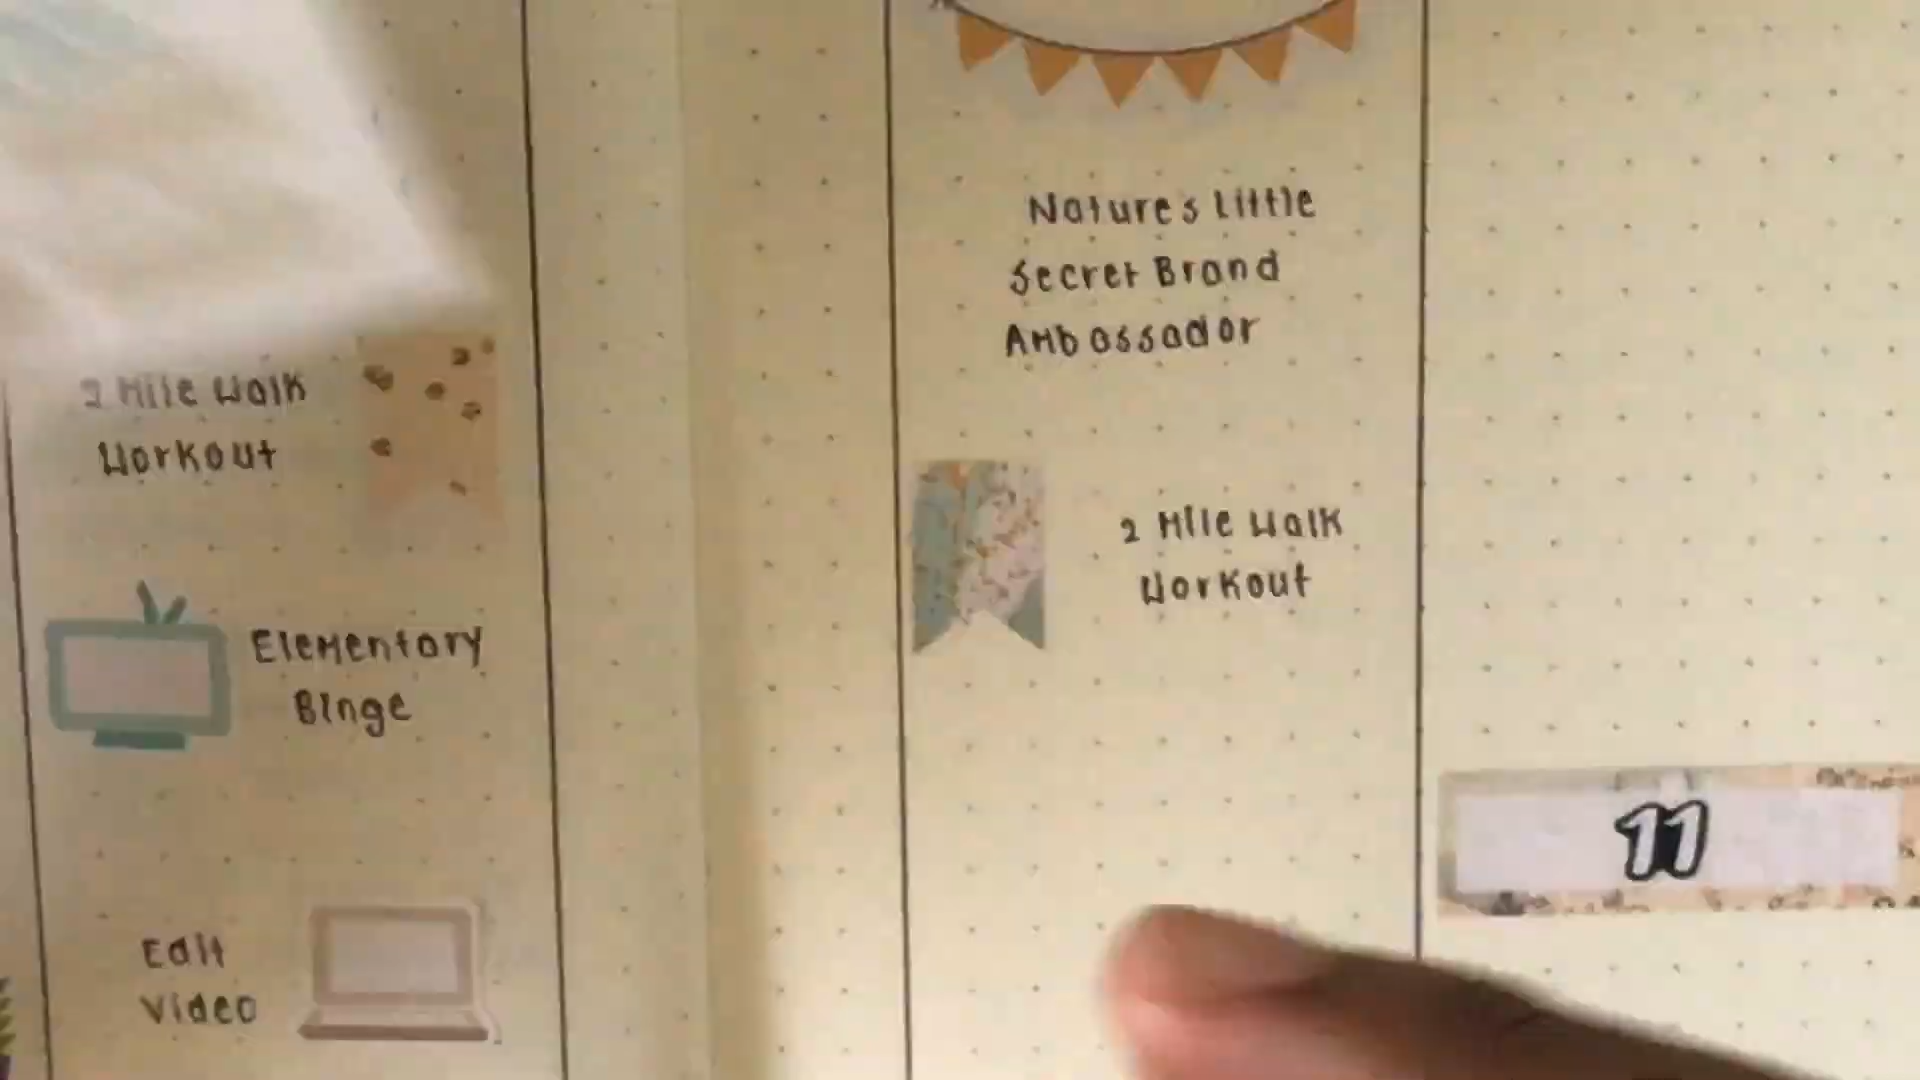 2 Mile Walk
Workout
Elementary
Binge
Edit
Video
Natures Little
Secret Brand
Ambassador
2 Mile Walk
Workout
11